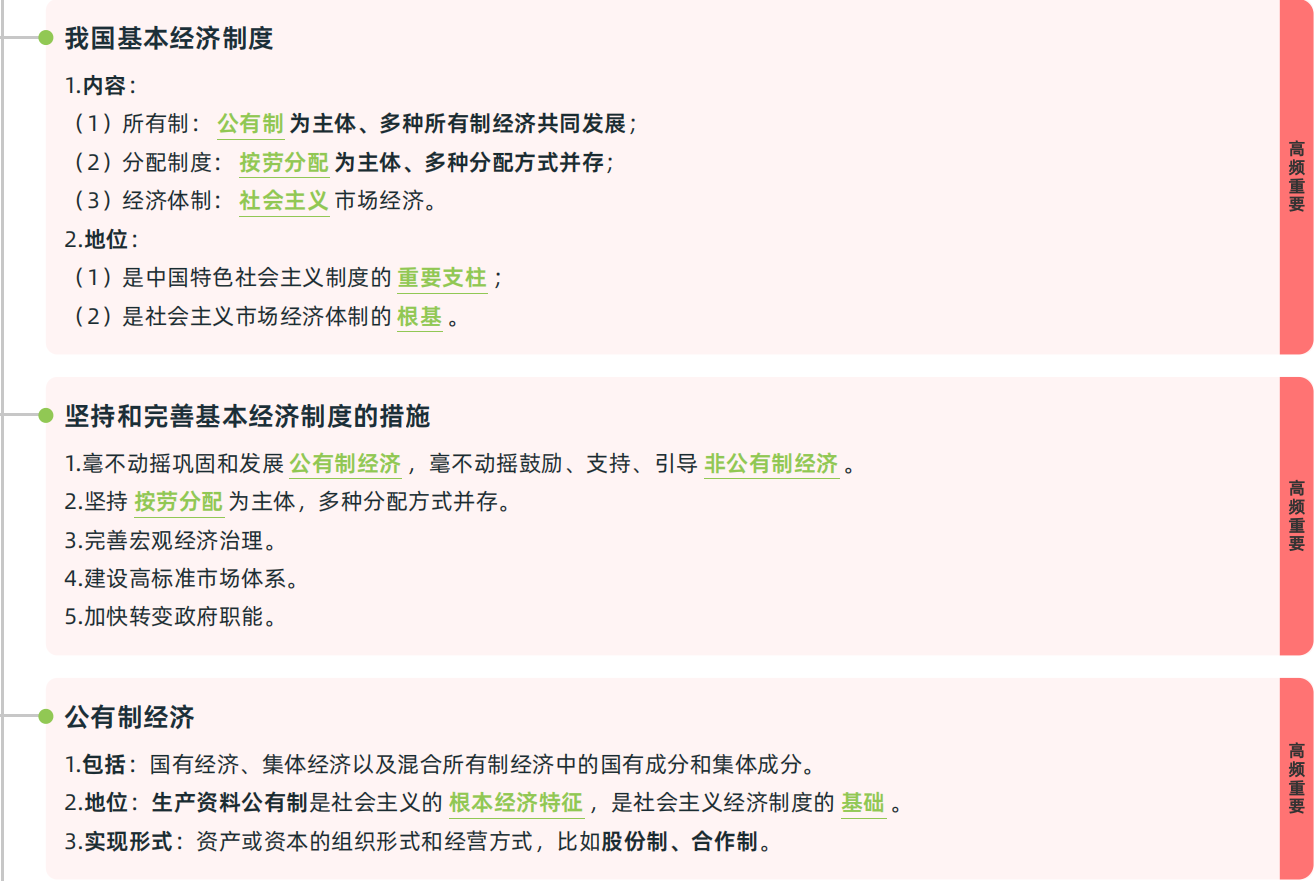 我国基本经济制度
1.内容：
（1）所有制： 公有制 为主体、多种所有制经济共同发展；
（2）分配制度： 按劳分配 为主体、多种分配方式并存；
（3）经济体制： 社会主义 市场经济。
2.地位：
（1）是中国特色社会主义制度的 重要支柱 ；
（2）是社会主义市场经济体制的 根基 。
高频重要
坚持和完善基本经济制度的措施
1.毫不动摇巩固和发展 公有制经济 ，毫不动摇鼓励、支持、引导 非公有制经济 。
2.坚持 按劳分配 为主体，多种分配方式并存。
3.完善宏观经济治理。
4.建设高标准市场体系。
5.加快转变政府职能。
高频重要
公有制经济
1.包括：国有经济、集体经济以及混合所有制经济中的国有成分和集体成分。
2.地位：生产资料公有制是社会主义的 根本经济特征 ，是社会主义经济制度的 基础 。
3.实现形式：资产或资本的组织形式和经营方式，比如股份制、合作制。
高频重要